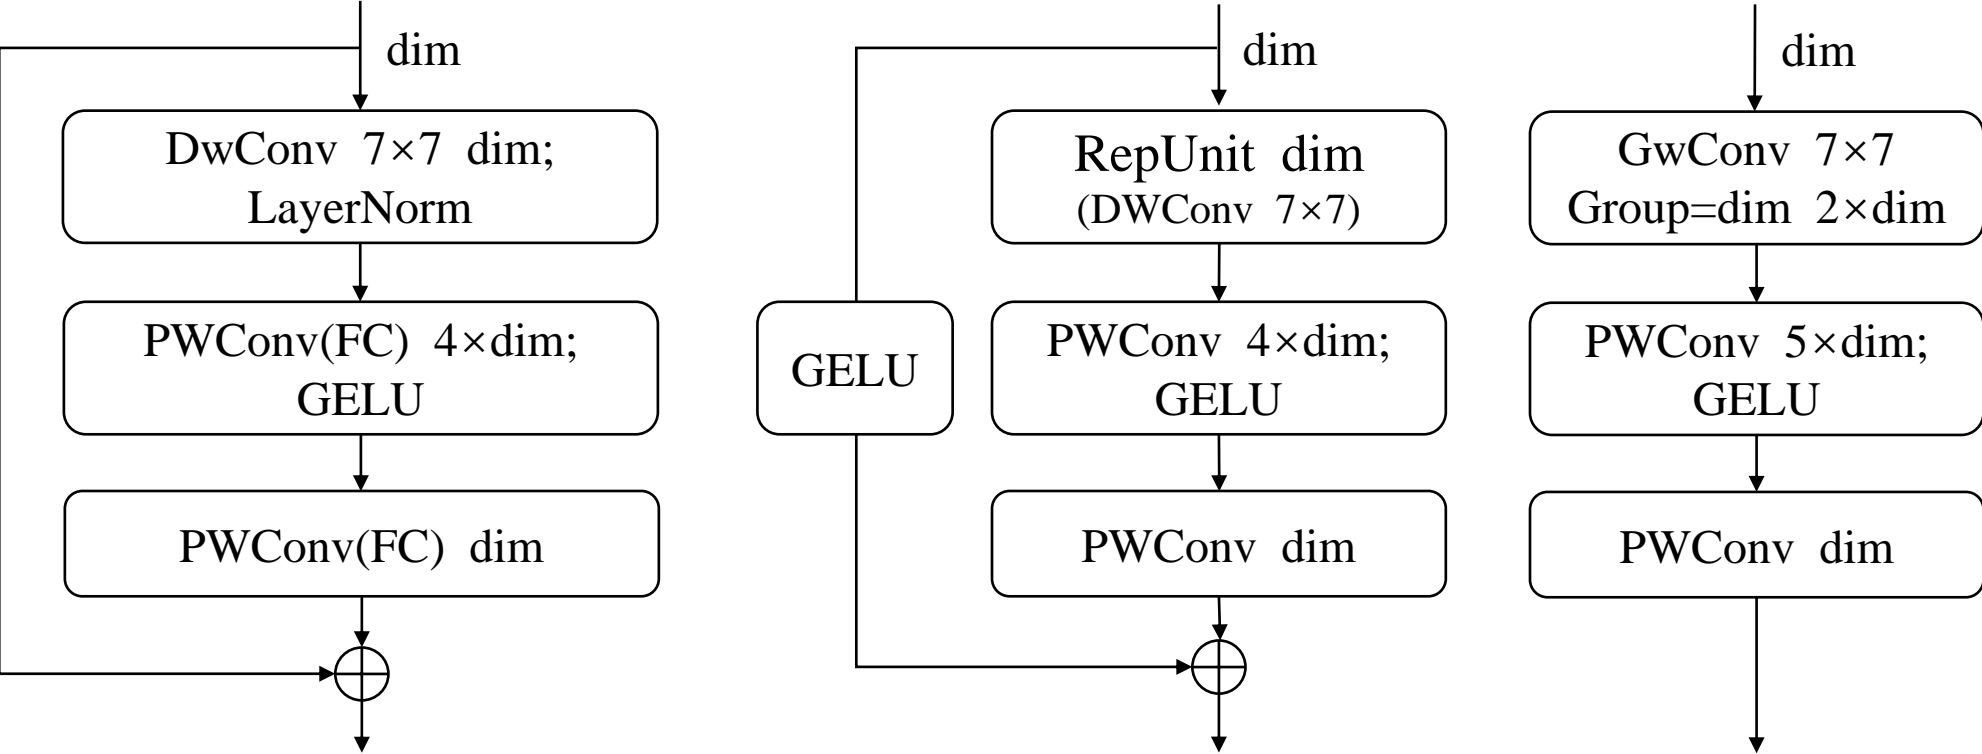 dim
DwConv 7×7 dim;
LayerNorm
PWConv(FC) 4×dim;
GELU
PWConv(FC) dim
dim
RepUnit dim
(DWConv 7×7)
GELU
PWConv 4×dim;
GELU
PWConv dim
dim
GwConv 7×7
Group=dim 2×dim
PWConv 5×dim;
GELU
PWConv dim